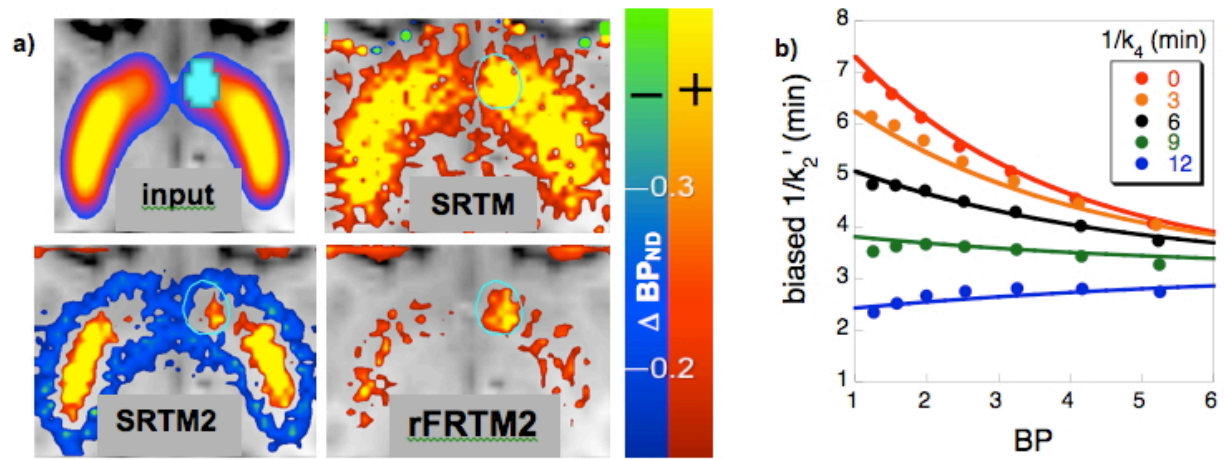 a)
input
SRTM
SRTM2
rFRTM2
− +
0.3
0.2
Δ BPND
b)
biased 1/k2' (min)
8
7
6
5
4
3
2
1
1 2 3 4 5 6
BP
1/k4 (min)
0
3
6
9
12